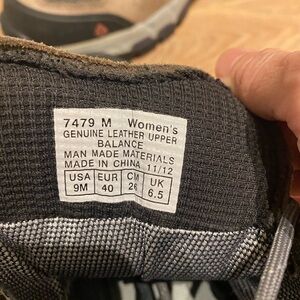 7479 M Women's
GENUINE LEATHER UPPER
BALANCE
MAN MADE MATERIALS
MADE IN CHINA 11/12
USA EUR CM UK
9M 40 26 6.5